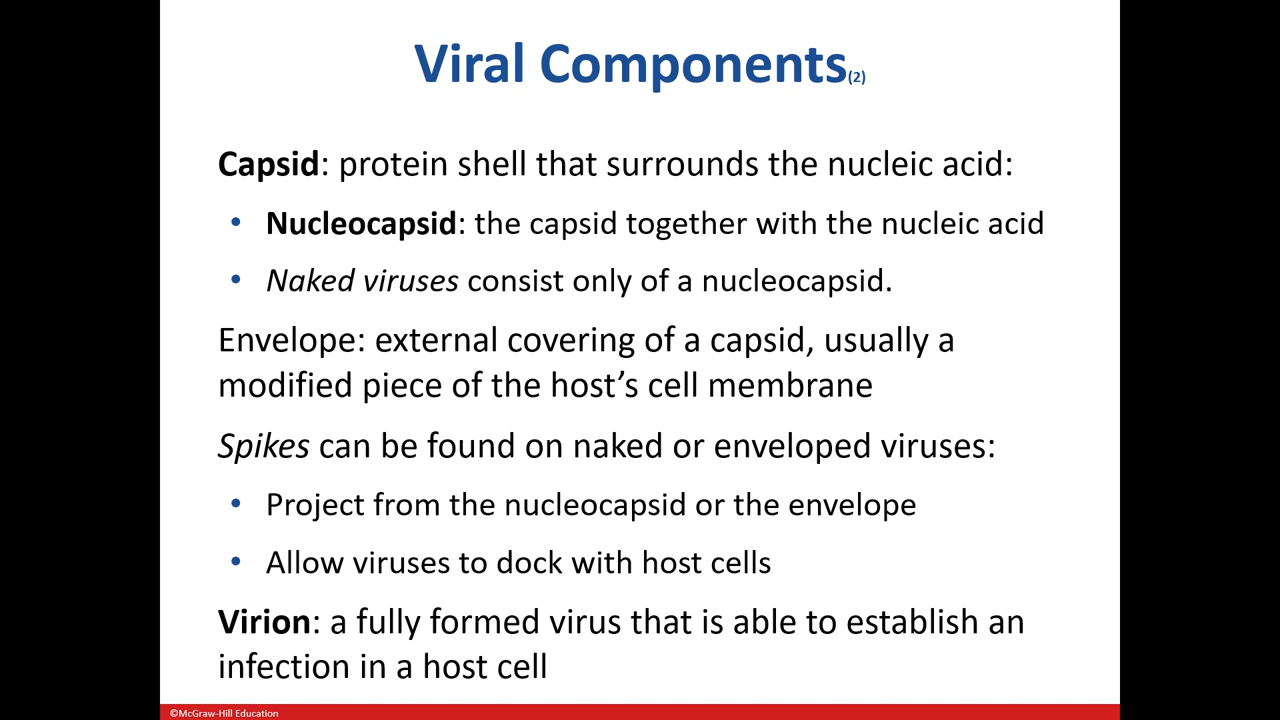 Viral Components(2)
Capsid: protein shell that surrounds the nucleic acid:
• Nucleocapsid: the capsid together with the nucleic acid
• Naked viruses consist only of a nucleocapsid.
Envelope: external covering of a capsid, usually a
modified piece of the host’s cell membrane
Spikes can be found on naked or enveloped viruses:
• Project from the nucleocapsid or the envelope
• Allow viruses to dock with host cells
Virion: a fully formed virus that is able to establish an
infection in a host cell
©McGraw-Hill Education